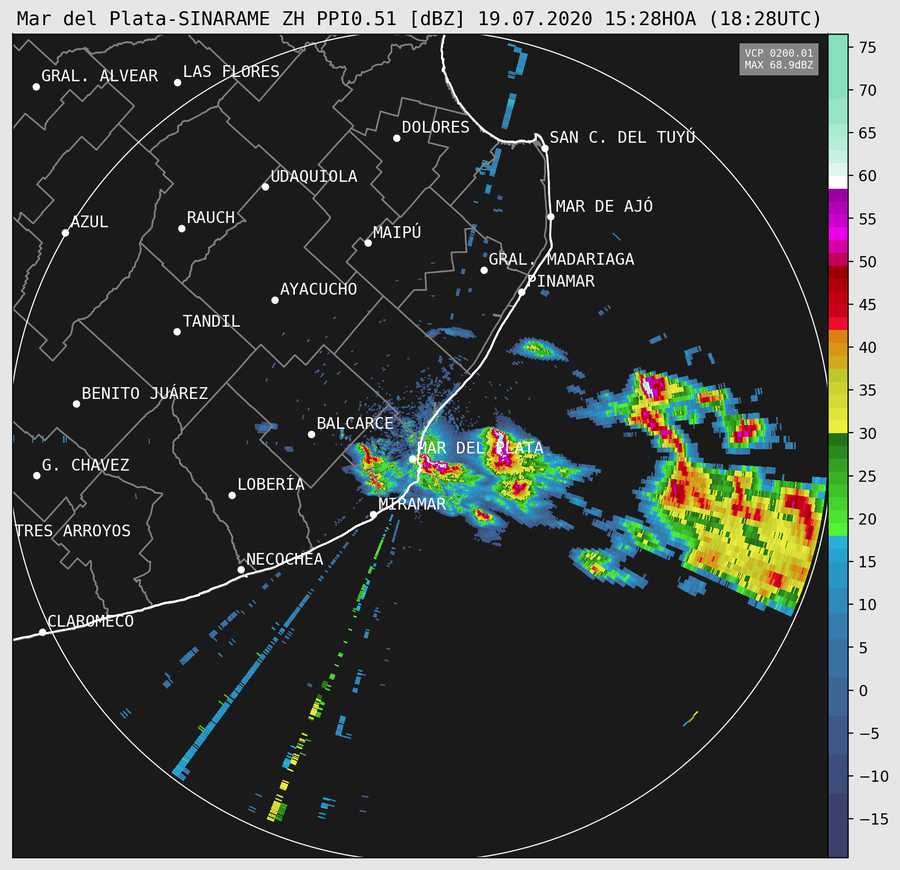 Mar del Plata-SINARAME ZH PPI0.51 [dBZ] 19.07.2020 15:28HOA (18:28UTC)
VCP 0200.01
MAX 68.9dBZ
GRAL. ALVEAR
LAS FLORES
DOLORES
SAN C. DEL TUYÚ
UDAQUIOLA
MAR DE AJÓ
RAUCH
AZUL
MAIPÚ
GRAL. MADARIAGA
PINAMAR
AYACUCHO
TANDIL
BENITO JUÁREZ
BALCARCE
MAR DEL PLATA
G. CHAVEZ
LOBERÍA
MIRAMAR
TRES ARROYOS
NECOCHEA
CLAROMECO
75
70
65
60
55
50
45
40
35
30
25
20
15
10
5
0
−5
−10
−15